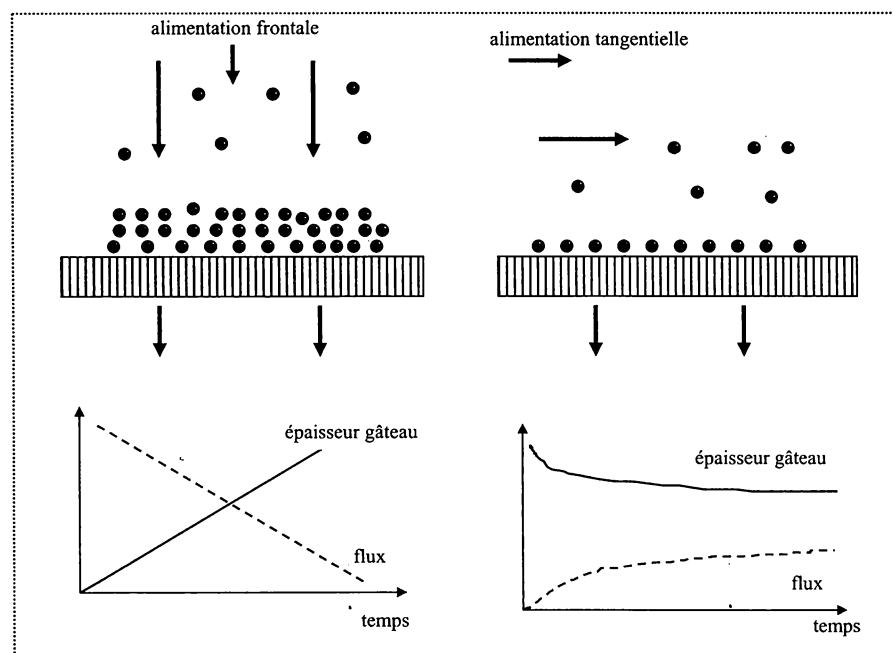 alimentation frontale
alimentation tangentielle
épaisseur gâteau
flux
temps
épaisseur gâteau
flux
temps